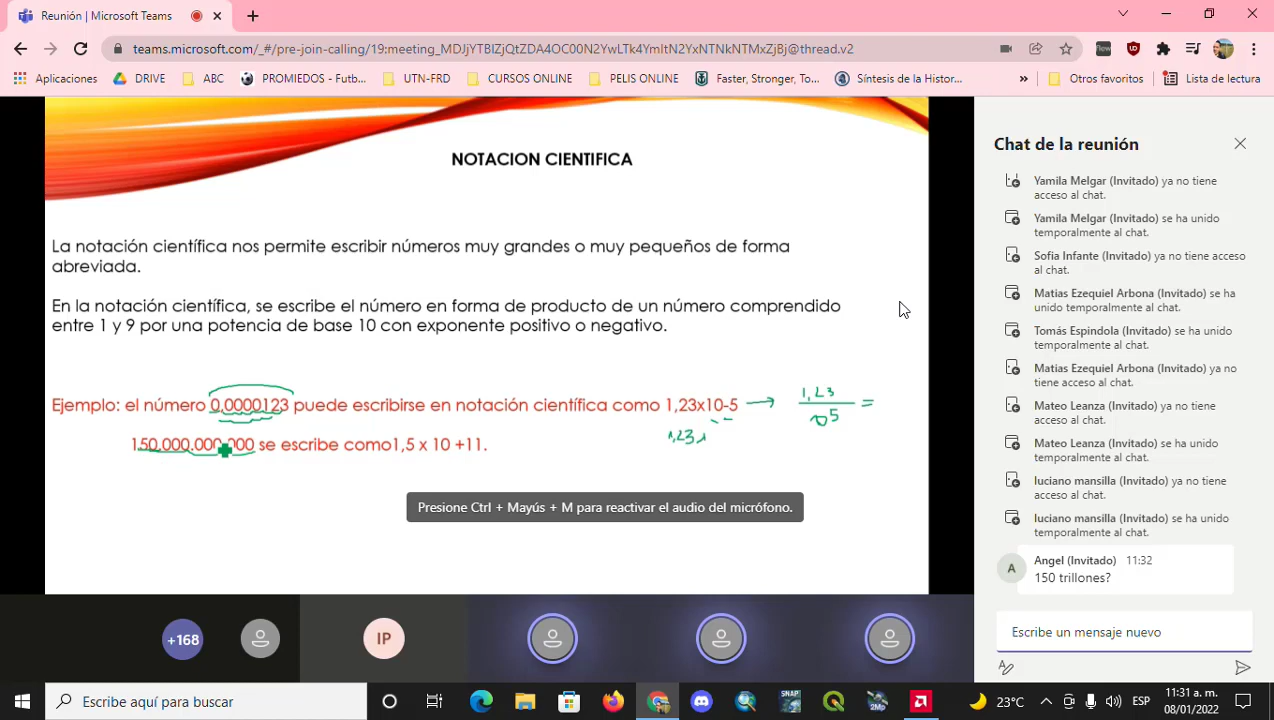 Reunión | Microsoft Teams
teams.microsoft.com/_#/pre-join-calling/19:meeting_MDJjYTBlZjQtZDA4OC00N2YwLTk4YmItN2YxNTNkNTMxZjBj@thread.v2
new
Aplicaciones DRIVE ABC PROMIEDOS - Futb... UTN-FRD CURSOS ONLINE PELIS ONLINE Faster, Stronger, To... Síntesis de la Histor... » Otros favoritos Lista de lectura
NOTACION CIENTIFICA
La notación científica nos permite escribir números muy grandes o muy pequeños de forma
abreviada.
En la notación científica, se escribe el número en forma de producto de un número comprendido
entre 1 y 9 por una potencia de base 10 con exponente positivo o negativo.
Ejemplo: el número 0,0000123 puede escribirse en notación científica como 1,23x10-5
1,23
10⁵ =
1,23
150.000.000.000 se escribe como1,5 x 10 +11.
Presione Ctrl + Mayús + M para reactivar el audio del micrófono.
+168
IP
Chat de la reunión
Yamila Melgar (Invitado) ya no tiene
acceso al chat.
Yamila Melgar (Invitado) se ha unido
temporalmente al chat.
Sofia Infante (Invitado) ya no tiene acceso
al chat.
Matias Ezequiel Arbona (Invitado) se ha
unido temporalmente al chat.
Tomás Espindola (Invitado) se ha unido
temporalmente al chat.
Matias Ezequiel Arbona (Invitado) ya no
tiene acceso al chat.
Mateo Leanza (Invitado) ya no tiene
acceso al chat.
Mateo Leanza (Invitado) se ha unido
temporalmente al chat.
luciano mansilla (Invitado) ya no tiene
acceso al chat.
luciano mansilla (Invitado) se ha unido
temporalmente al chat.
A
Angel (Invitado) 11:32
150 trillones?
Escribe un mensaje nuevo
Escribe aquí para buscar
SNAP
2Mp
23°C
ESP
11:31 a. m.
08/01/2022